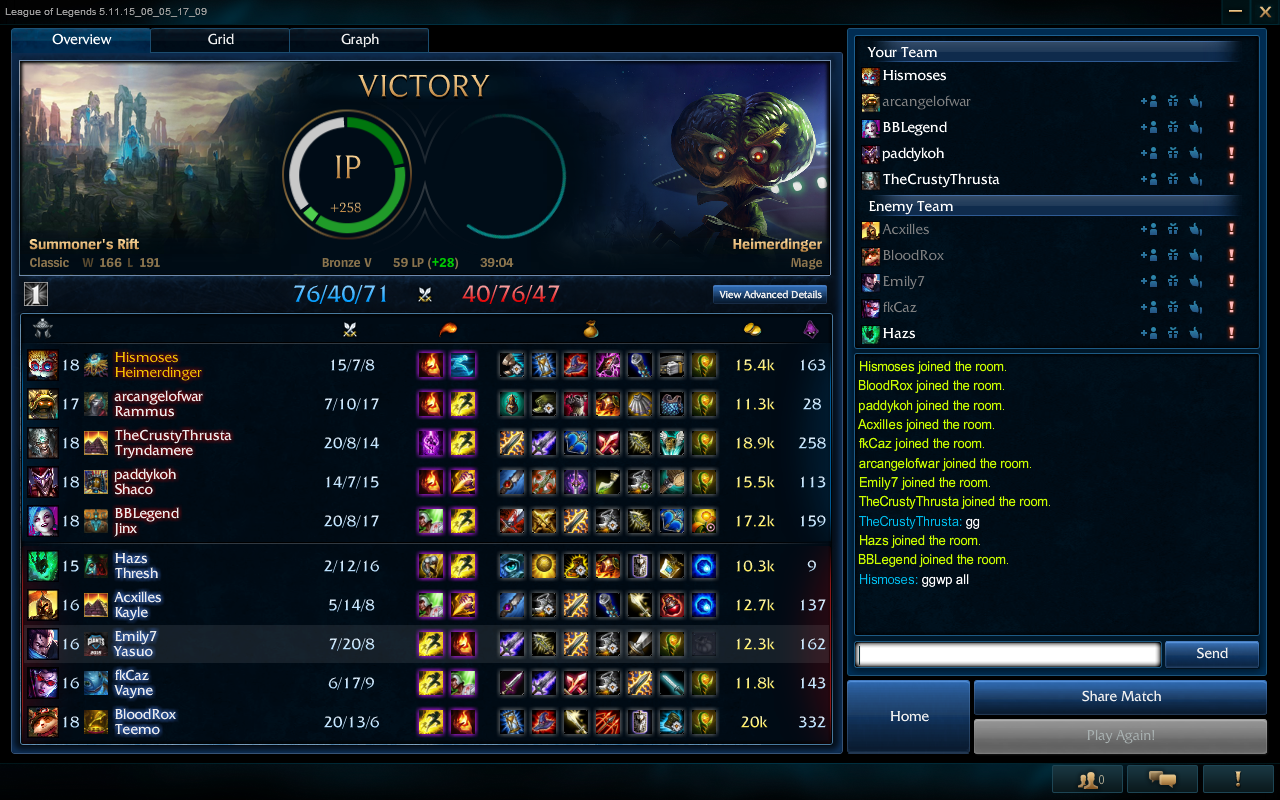 League of Legends 5.11.15_06_05_17_09
Overview
Grid
Graph
VICTORY
IP
+258
Summoner's Rift
Heimerdinger
Classic W 166 L 191
Bronze V 59 LP (+28) 39:04
Mage
1
76/40/71
40/76/47
View Advanced Details
18 Hismoses
Heimerdinger
15/7/8 15.4k 163
17 arcangelofwar
Rammus
7/10/17 11.3k 28
18 TheCrustyThrusta
Tryndamere
20/8/14 18.9k 258
18 paddykoh
Shaco
14/7/15 15.5k 113
18 BBLegend
Jinx
20/8/17 17.2k 159
15 Hazs
Thresh
2/12/16 10.3k 9
16 Acxilles
Kayle
5/14/8 12.7k 137
16 Emily7
Yasuo
7/20/8 12.3k 162
16 fkCaz
Vayne
6/17/9 11.8k 143
18 BloodRox
Teemo
20/13/6 20k 332
Your Team
Hismoses
arcangelofwar
BBLegend
paddykoh
TheCrustyThrusta
Enemy Team
Acxilles
BloodRox
Emily7
fkCaz
Hazs
Hismoses joined the room.
BloodRox joined the room.
paddykoh joined the room.
Acxilles joined the room.
fkCaz joined the room.
arcangelofwar joined the room.
Emily7 joined the room.
TheCrustyThrusta joined the room.
TheCrustyThrusta: gg
Hazs joined the room.
BBLegend joined the room.
Hismoses: ggwp all
Send
Home
Share Match
Play Again!
0